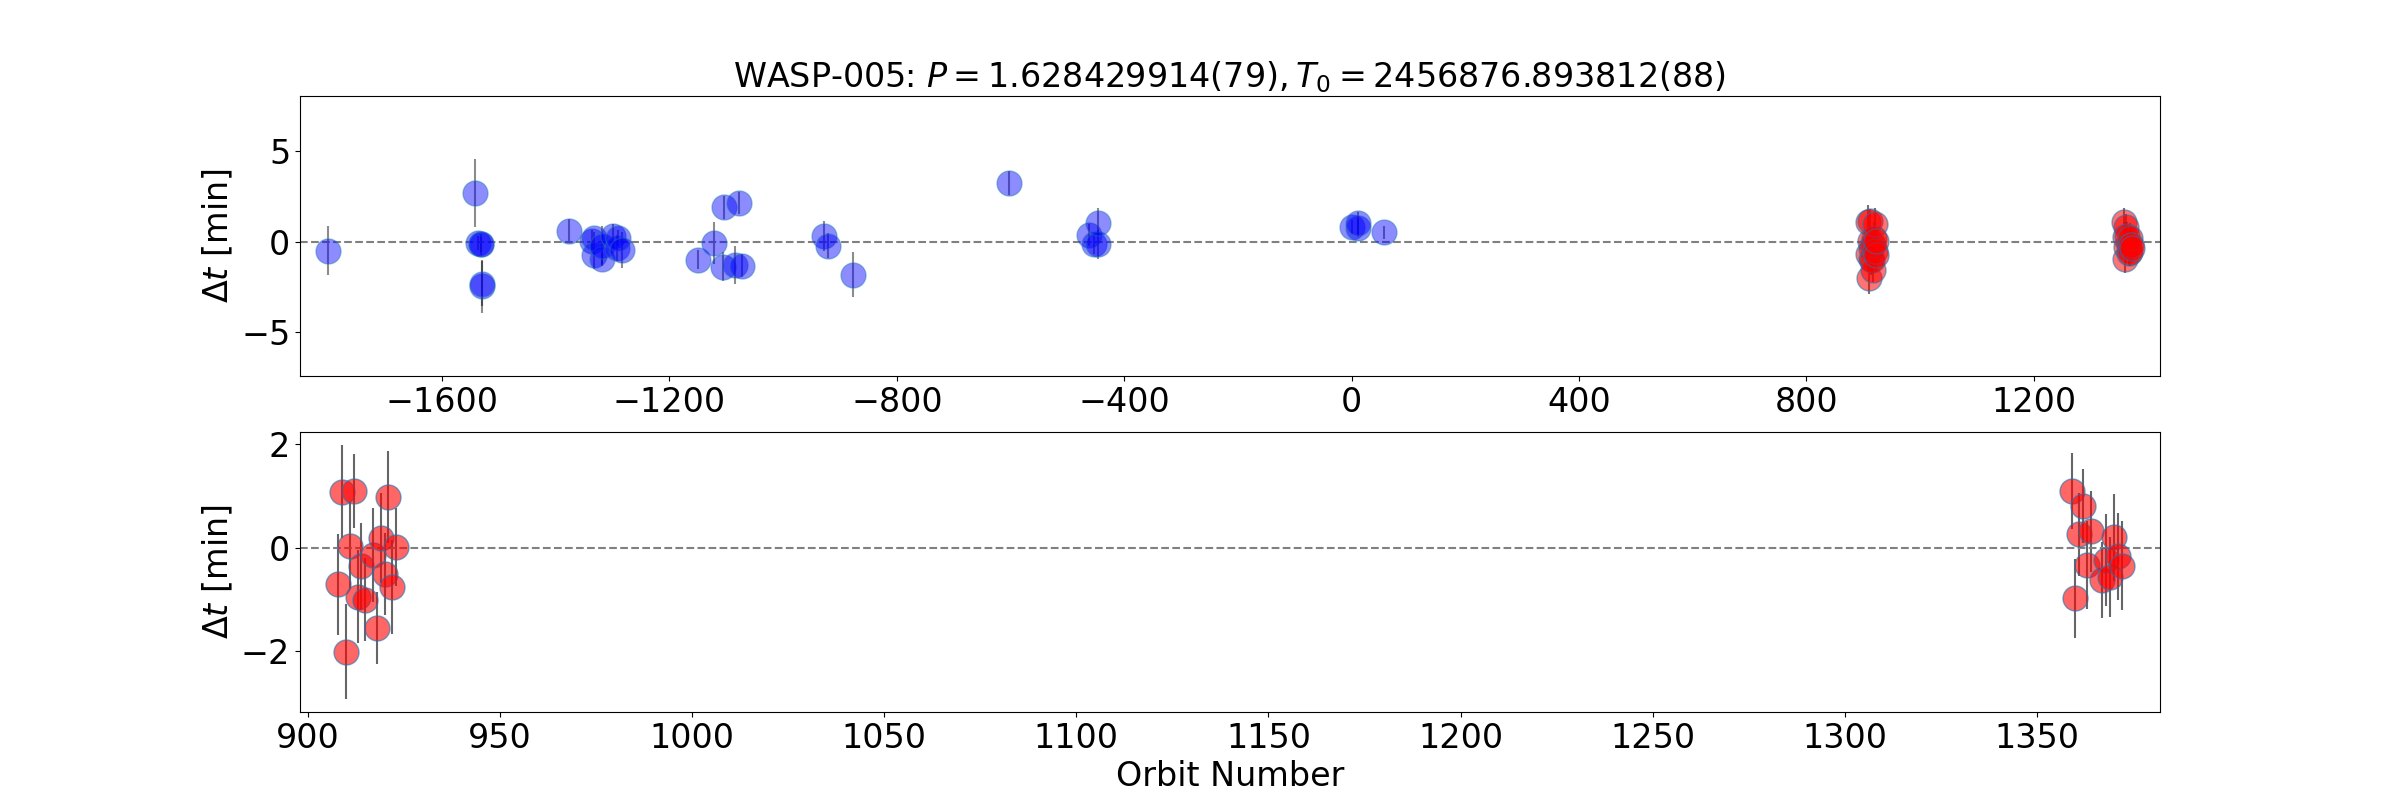 WASP-005: P = 1.628429914(79), T₀ = 2456876.893812(88)
Δt [min]
5
0
−5
−1600 −1200 −800 −400 0 400 800 1200
Δt [min]
2
0
−2
900 950 1000 1050 1100 1150 1200 1250 1300 1350
Orbit Number